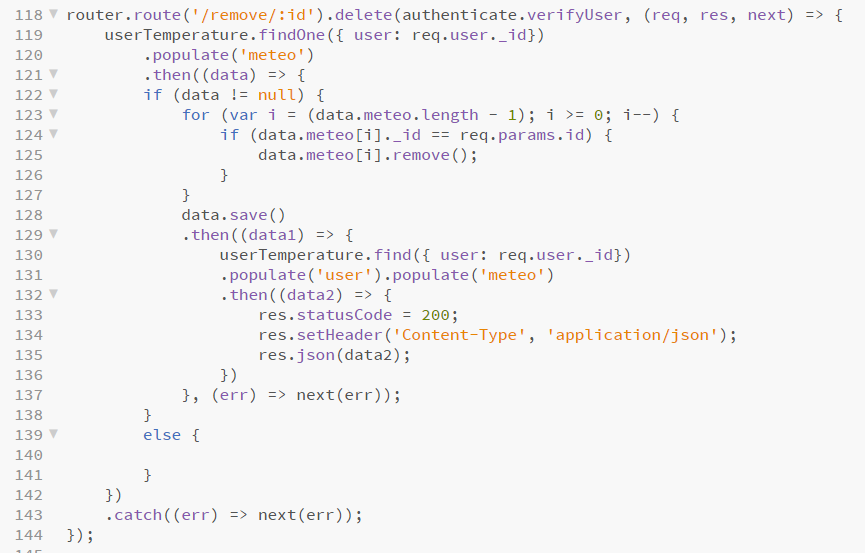 118 router.route('/remove/:id').delete(authenticate.verifyUser, (req, res, next) => {
119     userTemperature.findOne({ user: req.user._id})
120         .populate('meteo')
121         .then((data) => {
122         if (data != null) {
123             for (var i = (data.meteo.length - 1); i >= 0; i--) {
124                 if (data.meteo[i]._id == req.params.id) {
125                     data.meteo[i].remove();
126                 }
127             }
128             data.save()
129             .then((data1) => {
130                 userTemperature.find({ user: req.user._id})
131                 .populate('user').populate('meteo')
132                 .then((data2) => {
133                     res.statusCode = 200;
134                     res.setHeader('Content-Type', 'application/json');
135                     res.json(data2);
136                 })
137             }, (err) => next(err));
138         }
139         else {
140
141         }
142     })
143     .catch((err) => next(err));
144 });